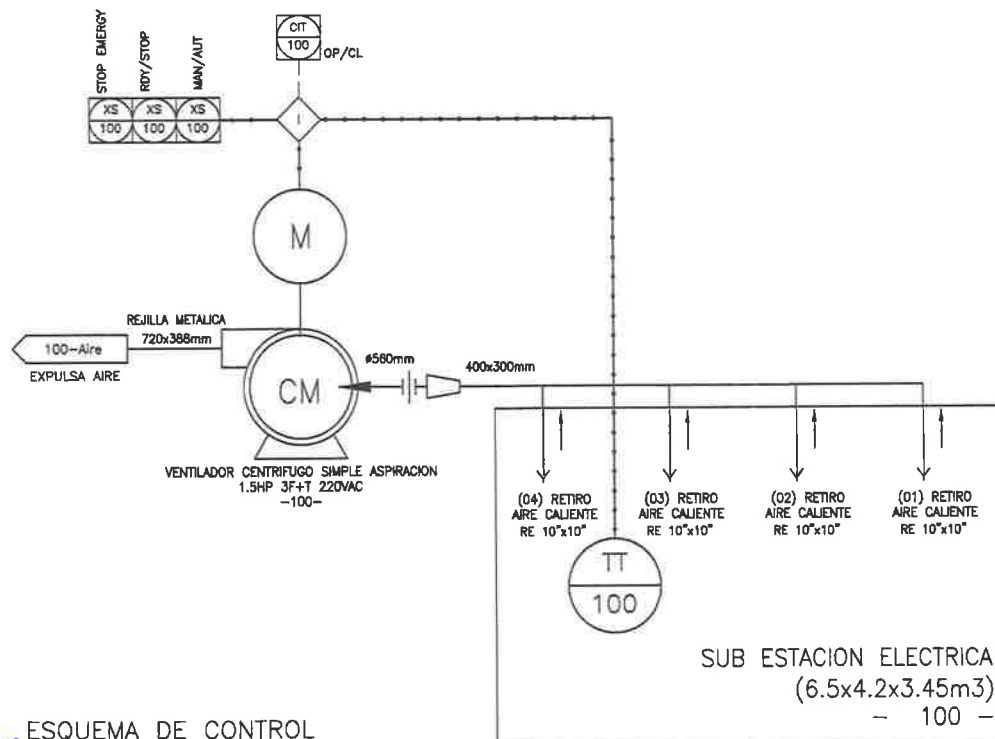 CIT
100
OP/CL
STOP EMERGY
RDY/STOP
MAN/AUT
XS
100
XS
100
XS
100
I
M
REJILLA METALICA
720x388mm
100-Aire
EXPULSA AIRE
CM
ø560mm
400x300mm
VENTILADOR CENTRIFUGO SIMPLE ASPIRACION
1.5HP 3F+T 220VAC
-100-
(04) RETIRO
AIRE CALIENTE
RE 10"x10"
(03) RETIRO
AIRE CALIENTE
RE 10"x10"
(02) RETIRO
AIRE CALIENTE
RE 10"x10"
(01) RETIRO
AIRE CALIENTE
RE 10"x10"
TT
100
SUB ESTACION ELECTRICA
(6.5x4.2x3.45m3)
- 100 -
ESQUEMA DE CONTROL